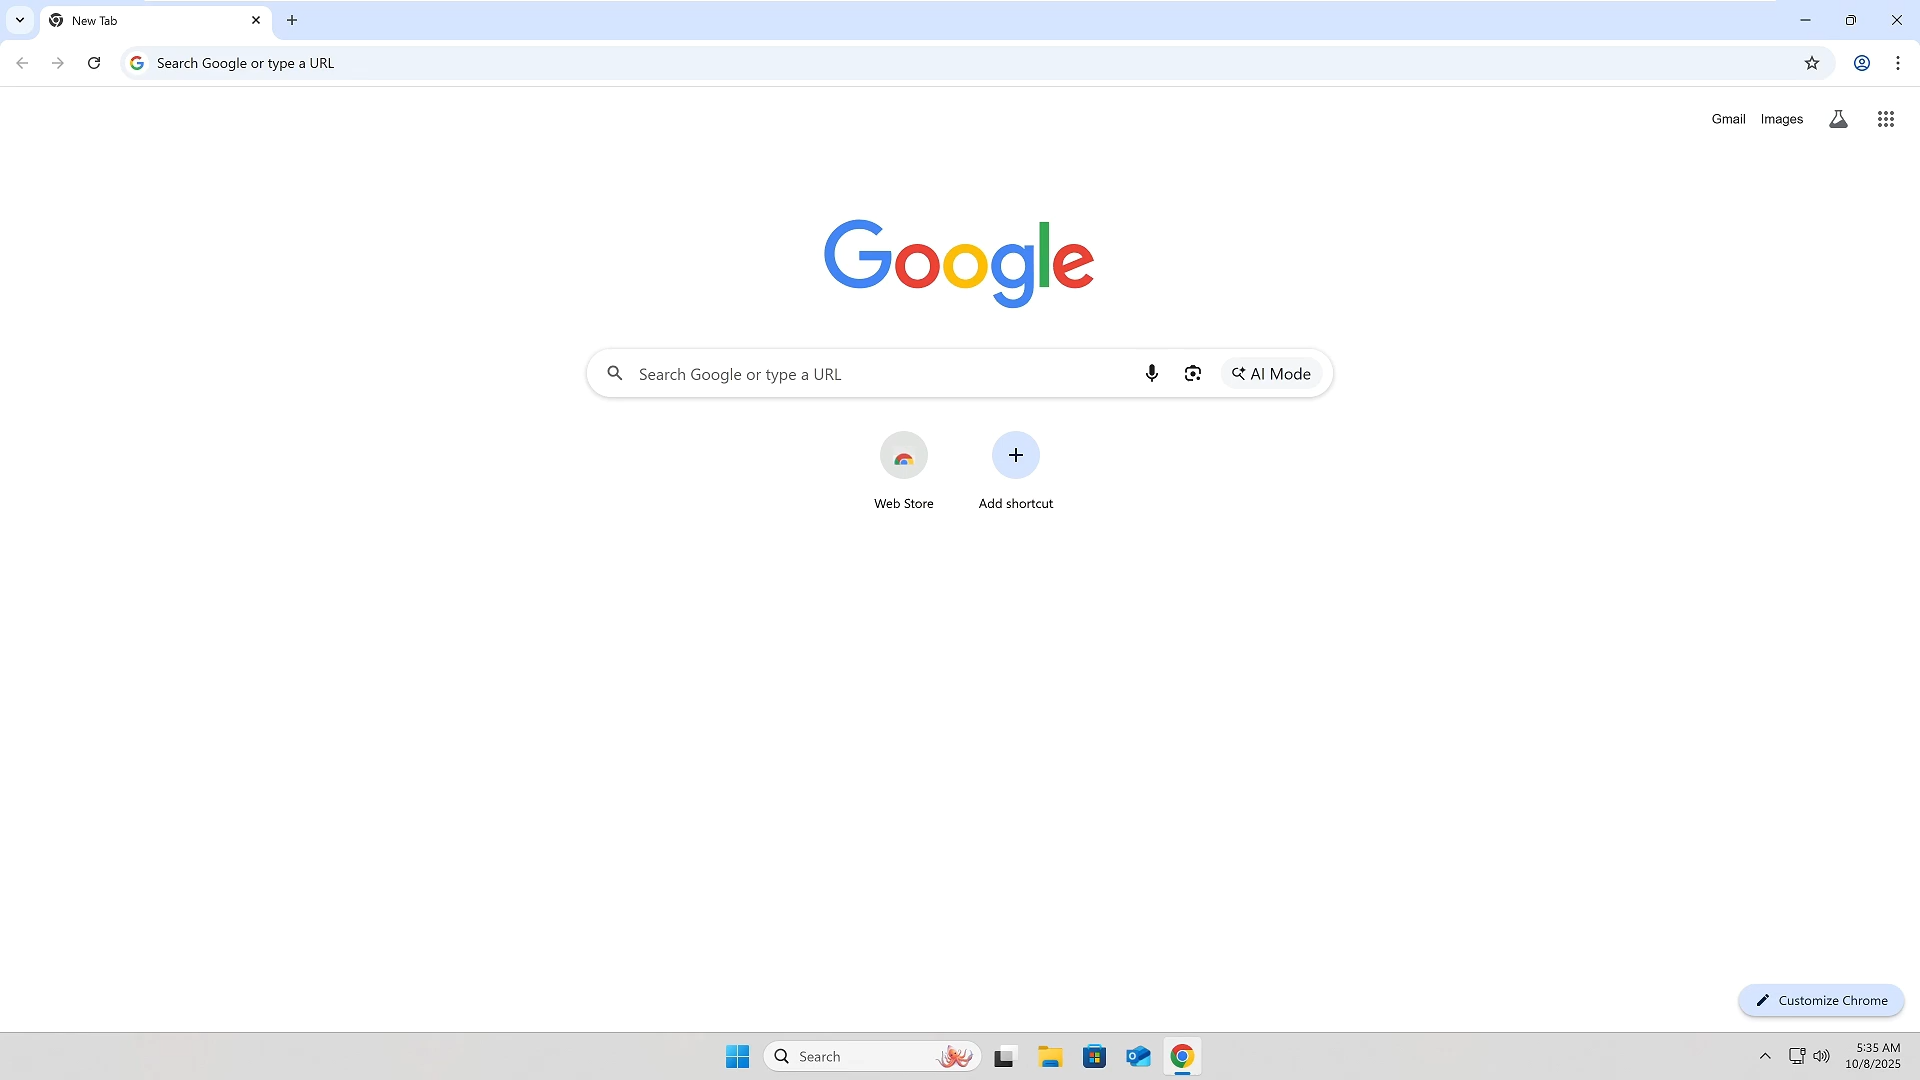 New Tab
Search Google or type a URL
Gmail Images
Google
Search Google or type a URL
AI Mode
Web Store
Add shortcut
Customize Chrome
Search
5:35 AM
10/8/2025